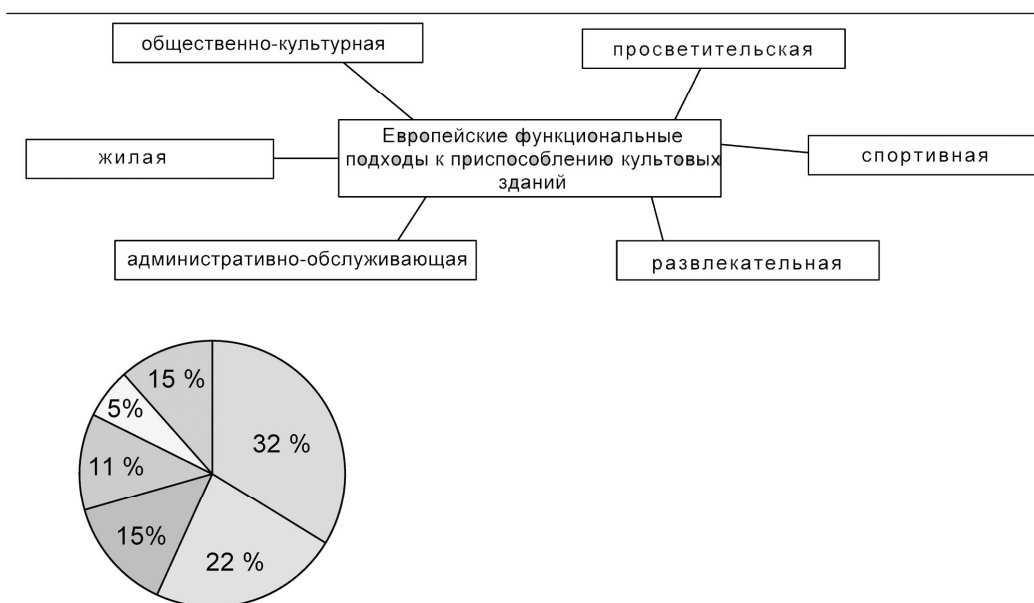 общественно-культурная
просветительская
Европейские функциональные
подходы к приспособлению культовых
зданий
жилая
спортивная
административно-обслуживающая
развлекательная
15 %
5%
32 %
11 %
15%
22 %